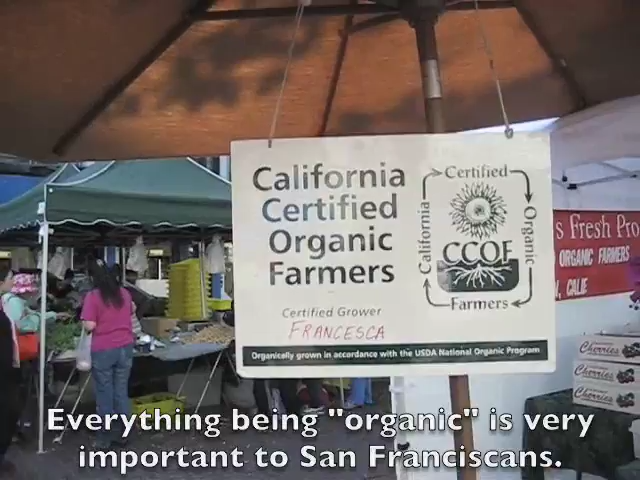 California
Certified
Organic
Farmers
Certified Grower
FRANCESCA
Organically grown in accordance with the USDA National Organic Program
Certified
California
Organic
CCOF
Farmers
s Fresh Pro
ORGANIC FARMERS
, CALIF
Cherries
Cherries
Cherries
Everything being "organic" is very
important to San Franciscans.